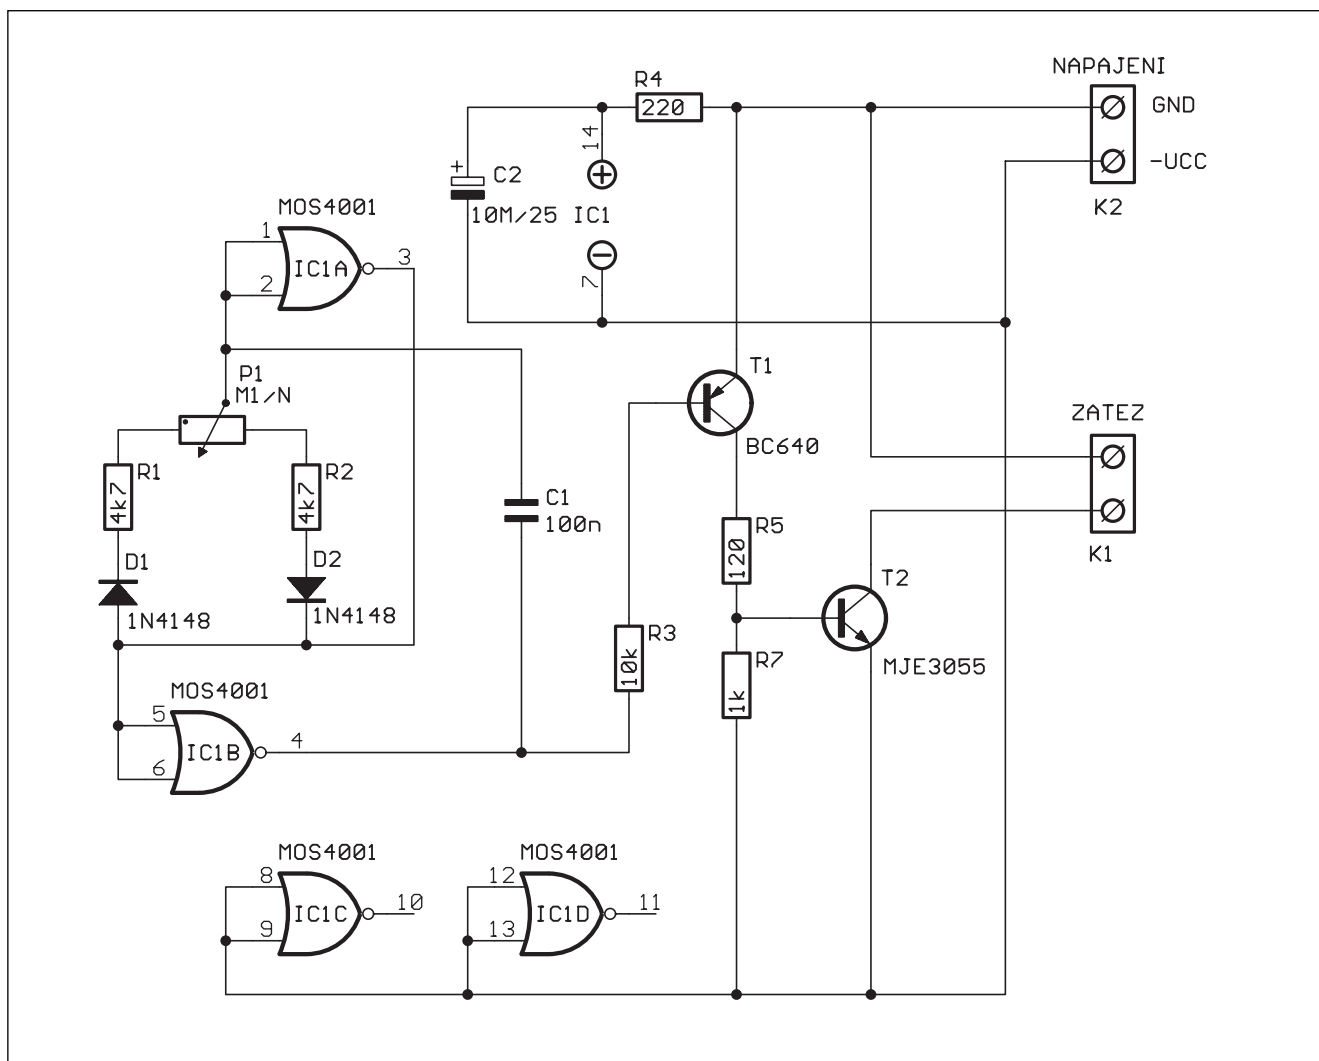 NAPAJENI
R4
220
GND
14
+
C2
-UCC
10M/25
IC1
K2
MOS4001
1
3
IC1A
2
7
P1
M1/N
T1
BC640
ZATEZ
R1
4k7
R2
4k7
C1
100n
R5
120
K1
D1
1N4148
D2
1N4148
T2
MJE3055
R3
10k
R7
1k
MOS4001
5
4
IC1B
6
MOS4001
8
10
IC1C
9
MOS4001
12
11
IC1D
13